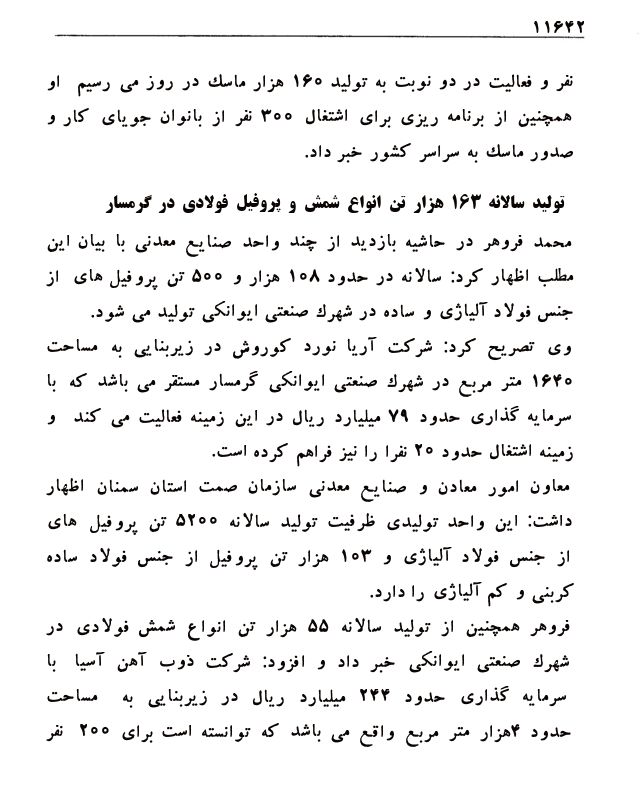 ۱۱۶۴۲
نفر و فعالیت در دو نوبت به تولید ۱۶۰ هزار ماسك در روز می رسیم او
همچنین از برنامه ریزی برای اشتغال ۳۰۰ نفر از بانوان جویای کار و
صدور ماسك به سراسر کشور خبر داد.
تولید سالانه ۱۶۳ هزار تن انواع شمش و پروفیل فولادی در گرمسار
محمد فروهر در حاشیه بازدید از چند واحد صنایع معدنی با بیان این
مطلب اظهار کرد: سالانه در حدود ۱۰۸ هزار و ۵۰۰ تن پروفیل های از
جنس فولاد آلیاژی و ساده در شهرك صنعتی ایوانکی تولید می شود.
وی تصریح کرد: شرکت آریا نورد کوروش در زیربنایی به مساحت
۱۶۴۰ متر مربع در شهرك صنعتی ایوانکی گرمسار مستقر می باشد که با
سرمایه گذاری حدود ۷۹ میلیارد ریال در این زمینه فعالیت می کند و
زمینه اشتغال حدود ۲۰ نفرا را نیز فراهم کرده است.
معاون امور معادن و صنایع معدنی سازمان صمت استان سمنان اظهار
داشت: این واحد تولیدی ظرفیت تولید سالانه ۵۲۰۰ تن پروفیل های
از جنس فولاد آلیاژی و ۱۰۳ هزار تن پروفیل از جنس فولاد ساده
کربنی و کم آلیاژی را دارد.
فروهر همچنین از تولید سالانه ۵۵ هزار تن انواع شمش فولادی در
شهرك صنعتی ایوانکی خبر داد و افزود: شرکت ذوب آهن آسیا با
سرمایه گذاری حدود ۲۴۴ میلیارد ریال در زیربنایی به مساحت
حدود ۴هزار متر مربع واقع می باشد که توانسته است برای ۲۰۰ نفر